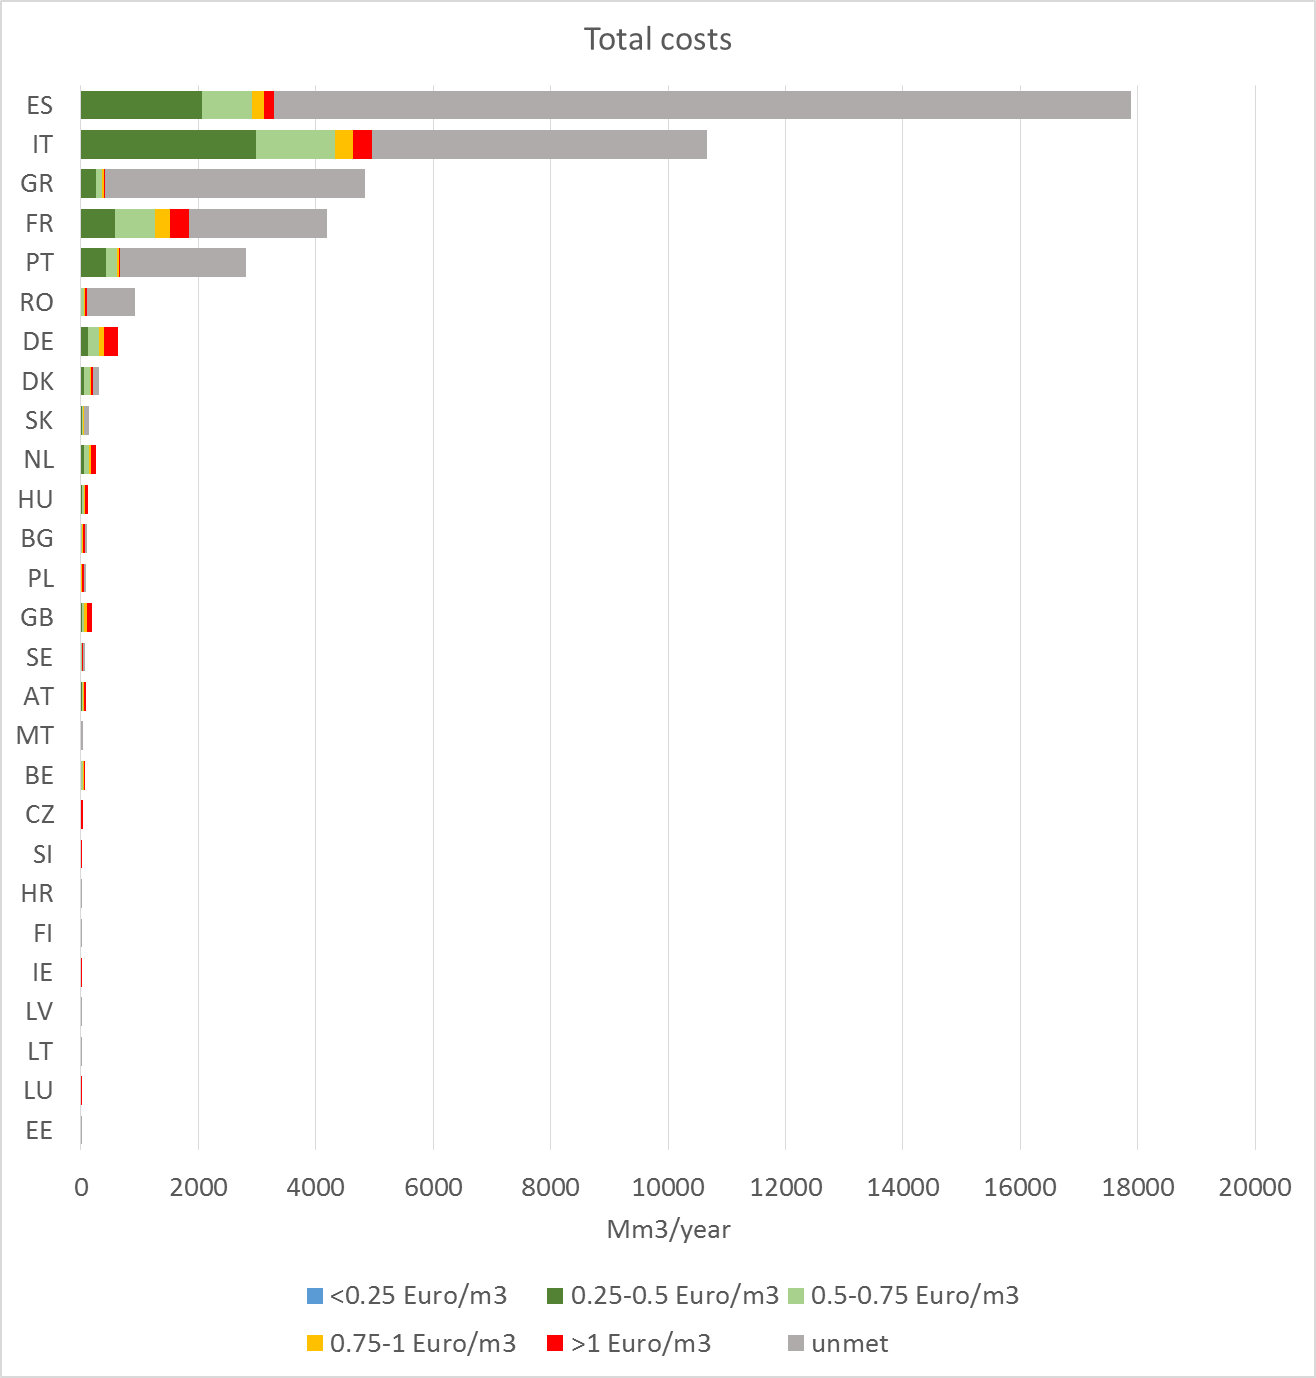 Total costs
ES
IT
GR
FR
PT
RO
DE
DK
SK
NL
HU
BG
PL
GB
SE
AT
MT
BE
CZ
SI
HR
FI
IE
LV
LT
LU
EE
0 2000 4000 6000 8000 10000 12000 14000 16000 18000 20000
Mm3/year
<0.25 Euro/m3 0.25-0.5 Euro/m3 0.5-0.75 Euro/m3
0.75-1 Euro/m3 >1 Euro/m3 unmet